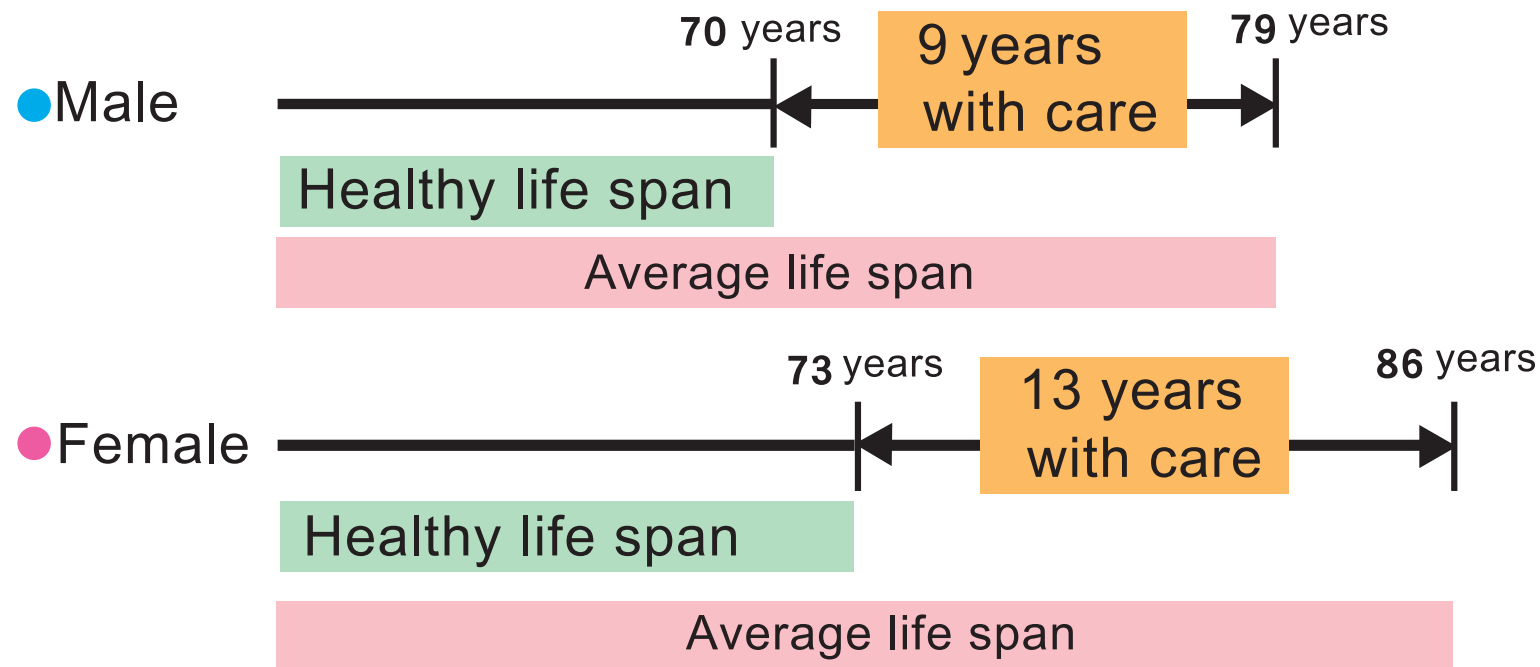 70 years
9 years
with care
79 years
Male
Healthy life span
Average life span
73 years
13 years
with care
86 years
Female
Healthy life span
Average life span